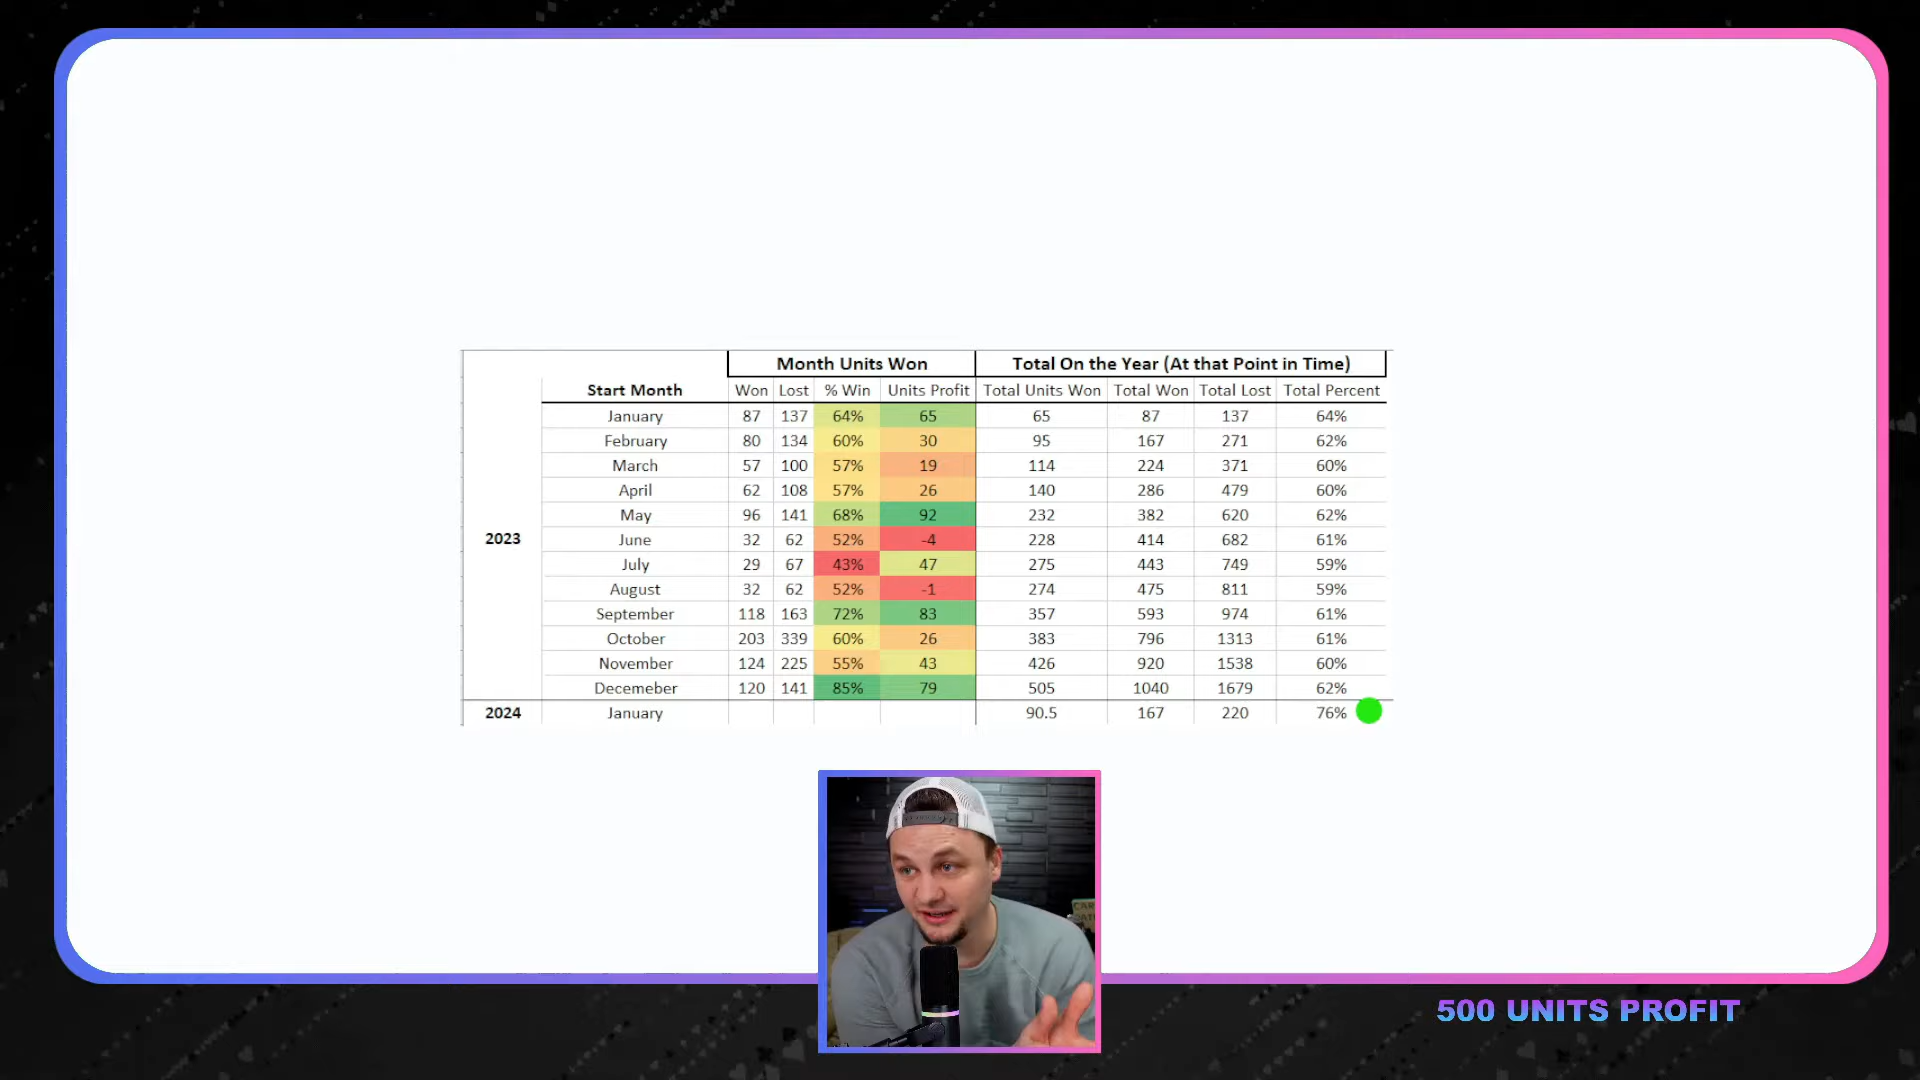 Month Units Won Total On the Year (At that Point in Time)
Start Month Won Lost % Win Units Profit Total Units Won Total Won Total Lost Total Percent
January 87 137 64% 65 65 87 137 64%
February 80 134 60% 30 95 167 271 62%
March 57 100 57% 19 114 224 371 60%
April 62 108 57% 26 140 286 479 60%
May 96 141 68% 92 232 382 620 62%
2023 June 32 62 52% -4 228 414 682 61%
July 29 67 43% 47 275 443 749 59%
August 32 62 52% -1 274 475 811 59%
September 118 163 72% 83 357 593 974 61%
October 203 339 60% 26 383 796 1313 61%
November 124 225 55% 43 426 920 1538 60%
Decemeber 120 141 85% 79 505 1040 1679 62%
2024 January 90.5 167 220 76%
500 UNITS PROFIT